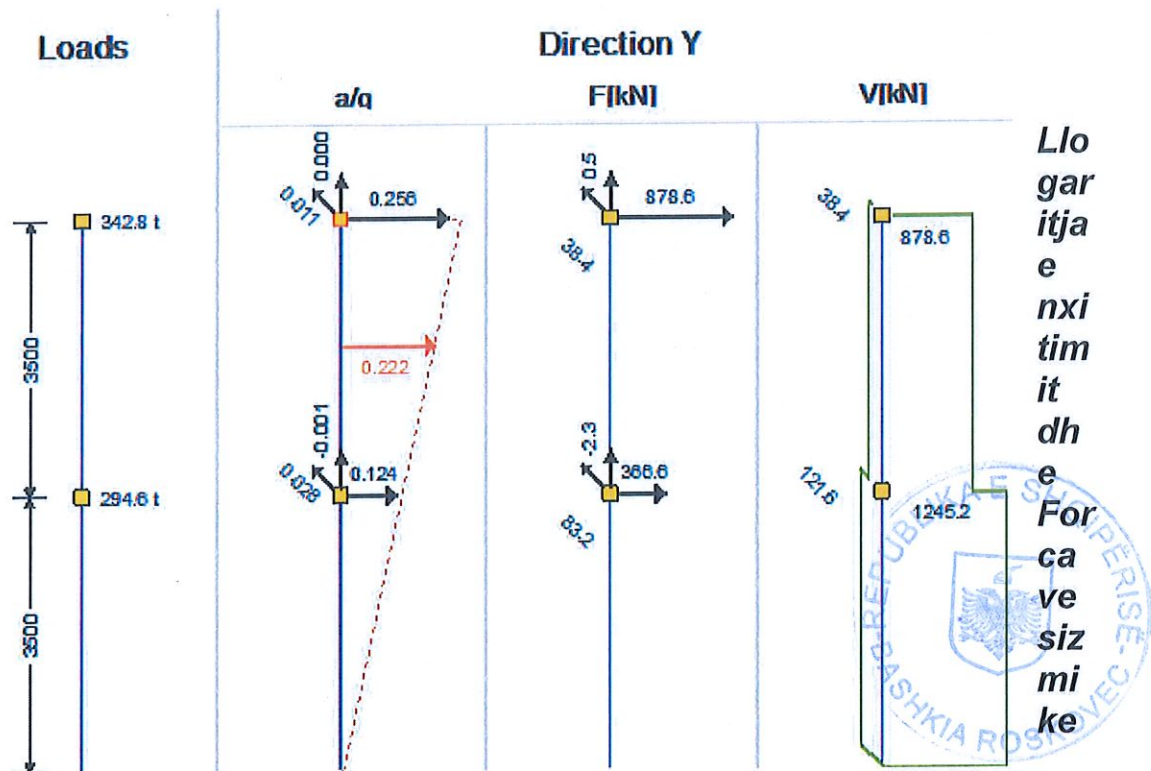 Loads
Direction Y
a/q
F[kN]
V[kN]
0.000
0.011
0.256
342.8 t
0.5
878.6
38.4
38.4
878.6
3500
0.222
-0.001
0.028
0.124
294.6 t
-2.3
366.6
83.2
121.6
1245.2
3500
Llo
gar
itja
e
nxi
tim
it
dh
e
For
ca
ve
siz
mi
ke
REPUBLIKA E SHQIPËRISË
BASHKIA ROSKOVEC